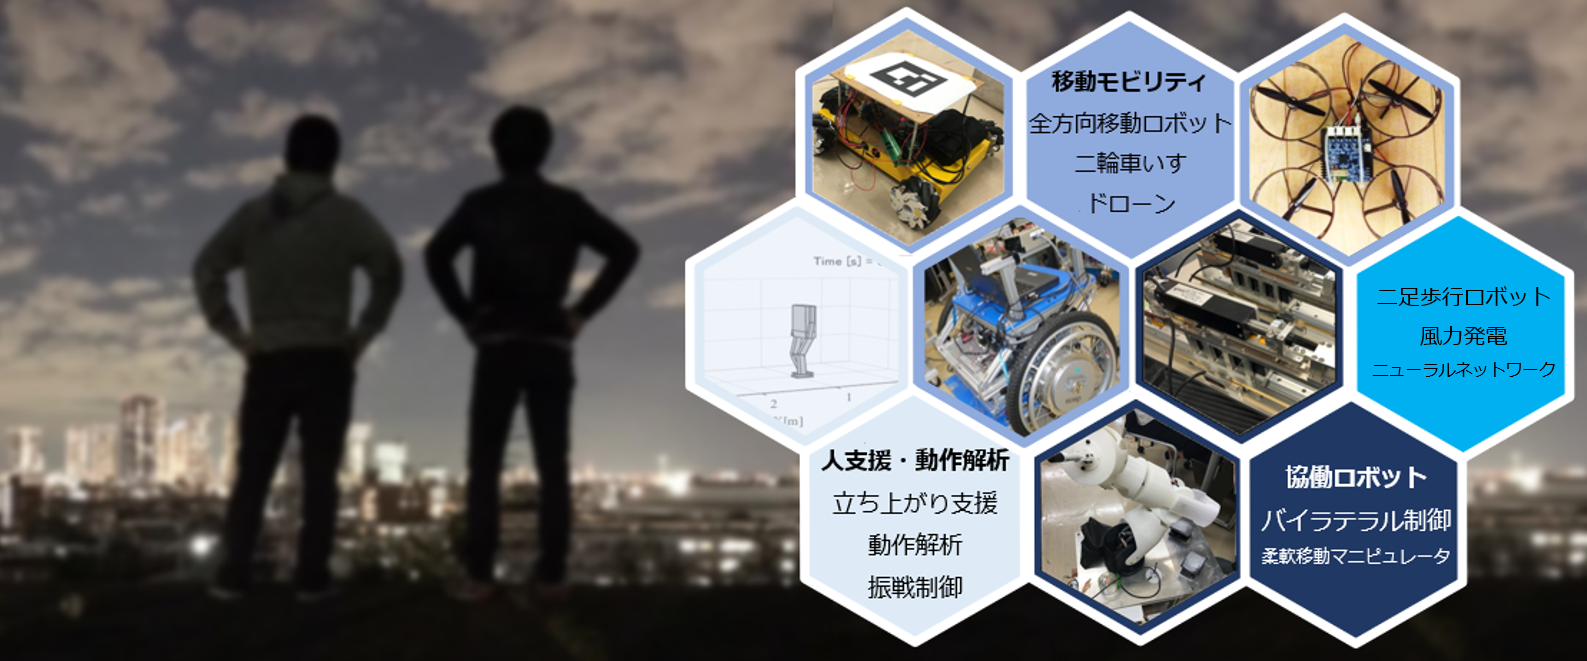 移動モビリティ
全方向移動ロボット
二輪車いす
ドローン
Time [s] =
2
1
[m]
二足歩行ロボット
風力発電
ニューラルネットワーク
人支援・動作解析
立ち上がり支援
動作解析
振戦制御
協働ロボット
バイラテラル制御
柔軟移動マニピュレータ